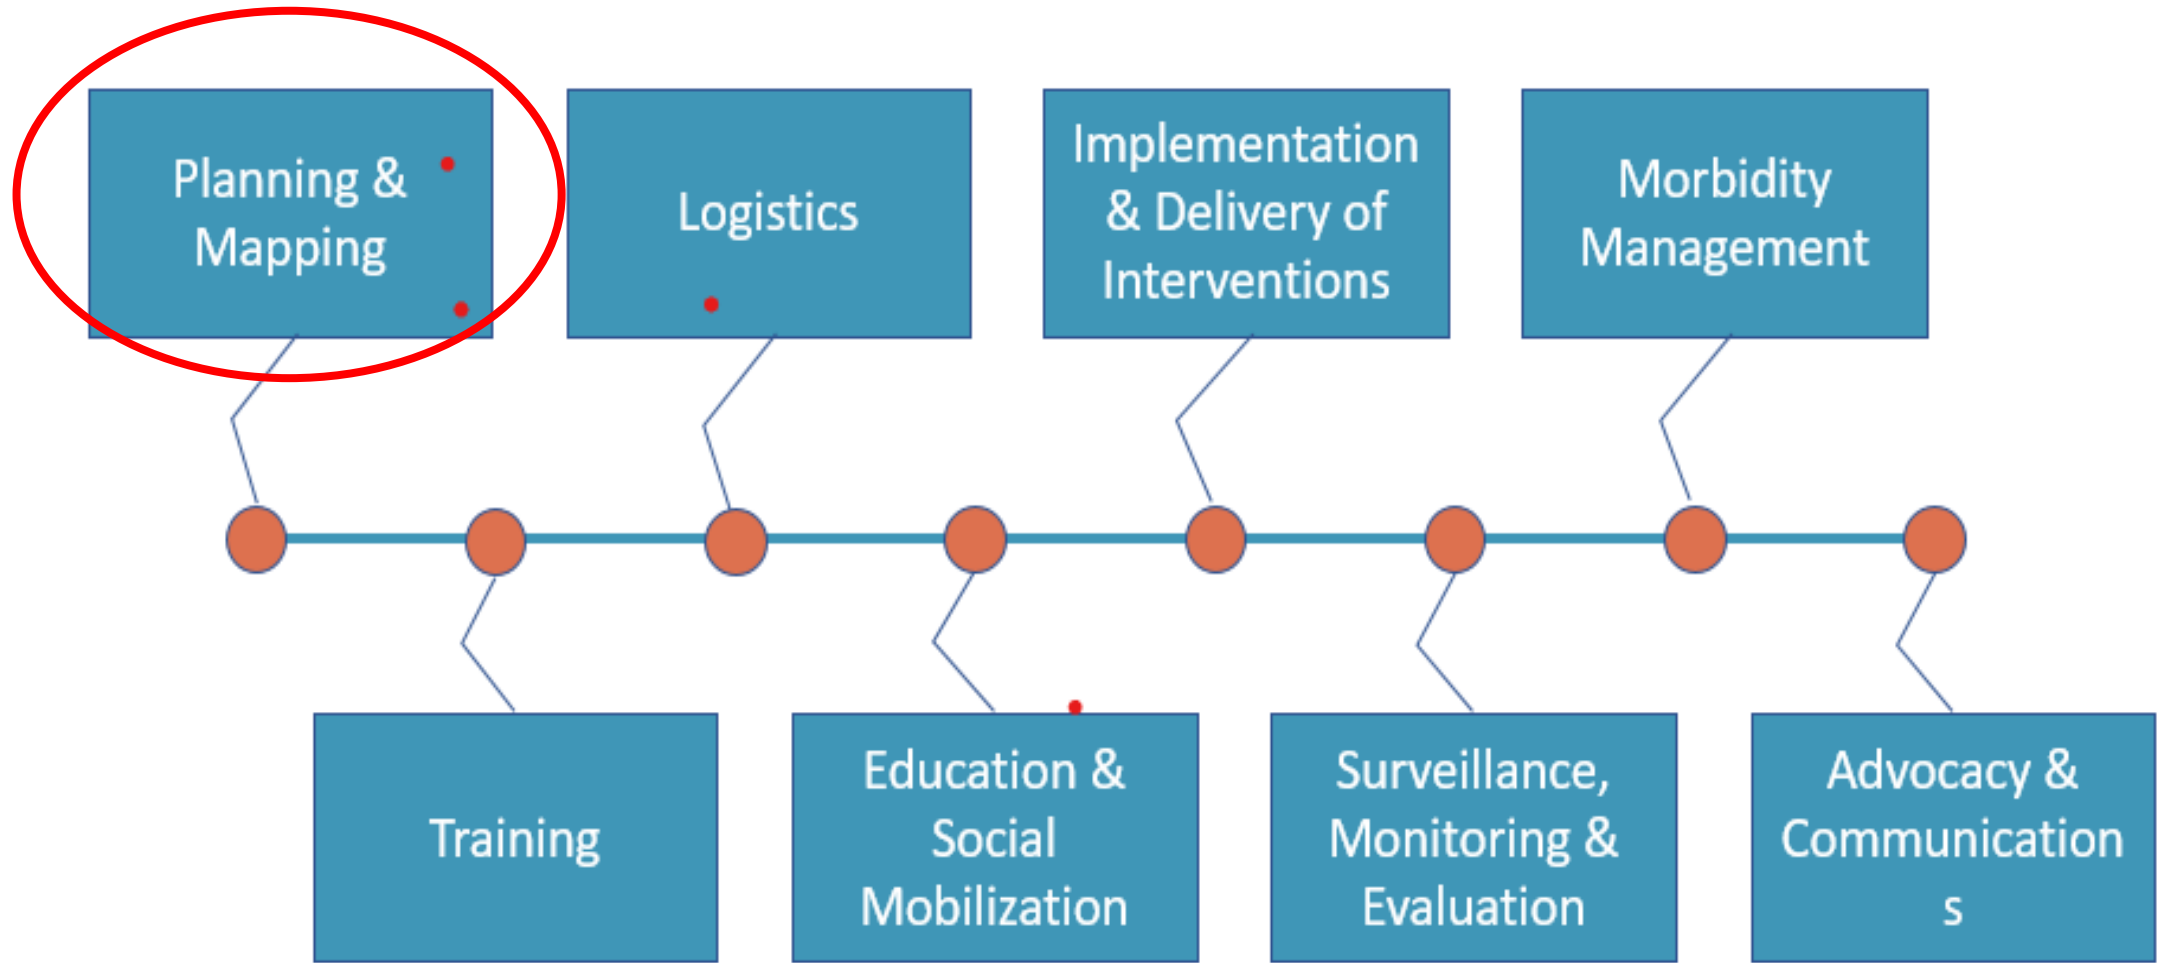 Planning &
Mapping
Logistics
Implementation
& Delivery of
Interventions
Morbidity
Management
Training
Education &
Social
Mobilization
Surveillance,
Monitoring &
Evaluation
Advocacy &
Communication
s